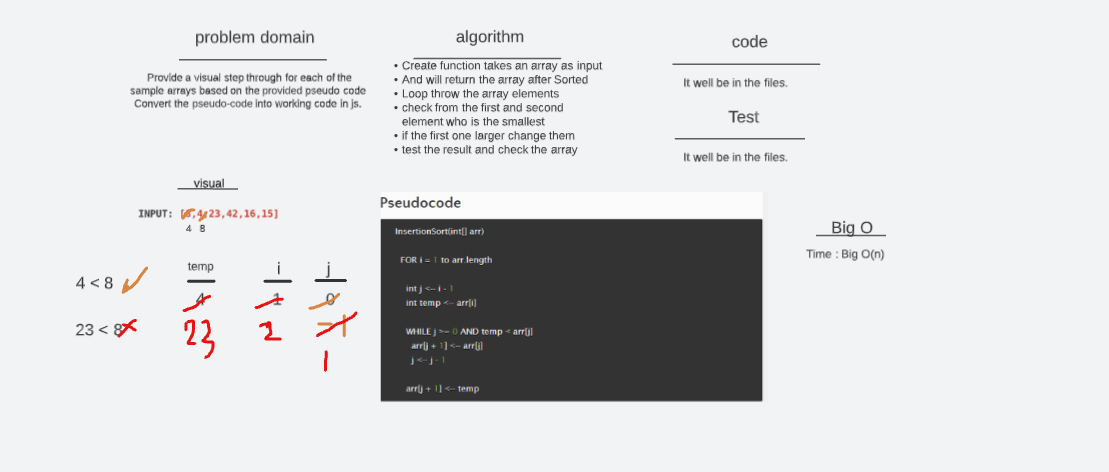 problem domain
Provide a visual step through for each of the
sample arrays based on the provided pseudo code
Convert the pseudo-code into working code in js.
algorithm
• Create function takes an array as input
• And will return the array after Sorted
• Loop throw the array elements
• check from the first and second
element who is the smallest
• if the first one larger change them
• test the result and check the array
code
It well be in the files.
Test
It well be in the files.
visual
INPUT: [8,4,23,42,16,15]
4 8
temp i j
4 < 8 4 1 0
23 < 8 23 2 -1
1
Pseudocode
InsertionSort(int[] arr)
FOR i = 1 to arr.length
int j <-- i - 1
int temp <-- arr[i]
WHILE j >= 0 AND temp < arr[j]
arr[j + 1] <-- arr[j]
j <-- j - 1
arr[j + 1] <-- temp
Big O
Time : Big O(n)